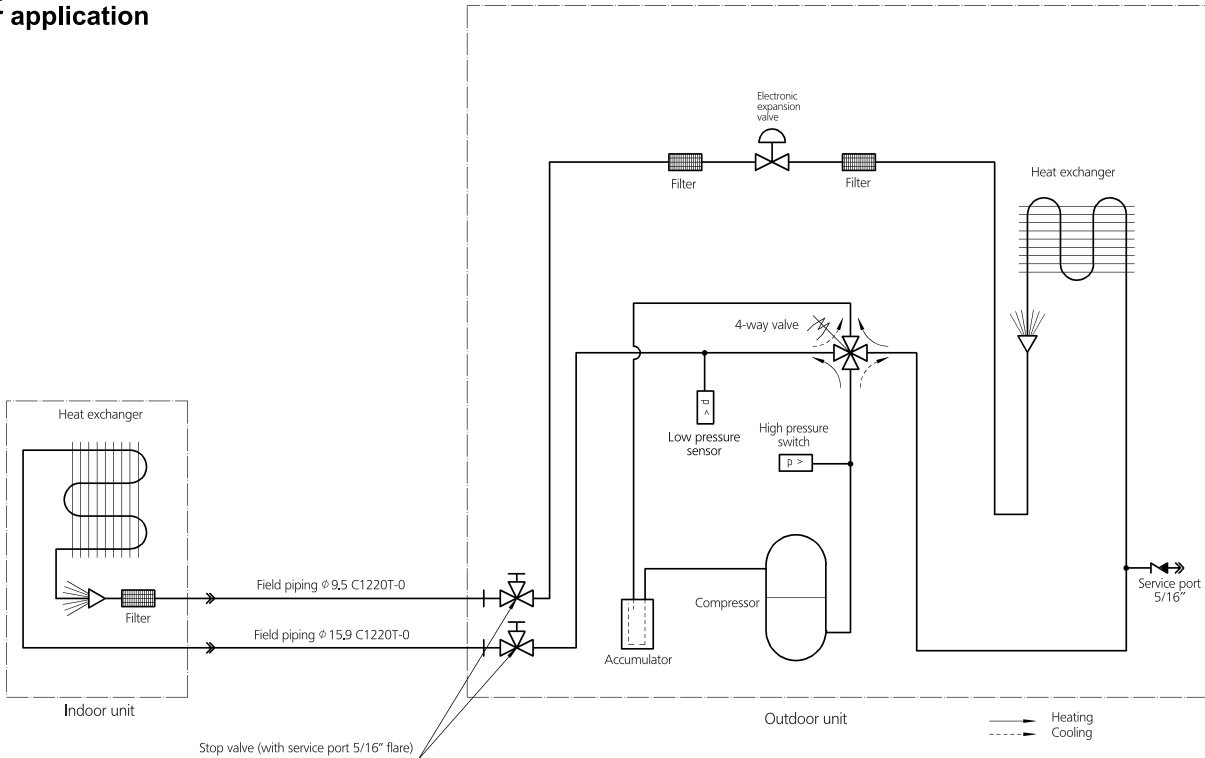 r application
Electronic
expansion
valve
Filter
Filter
Heat exchanger
4-way valve
Heat exchanger
p <
Low pressure
sensor
High pressure
switch
p >
Field piping φ 9.5 C1220T-0
Filter
Compressor
Service port
5/16"
Field piping φ 15.9 C1220T-0
Accumulator
Indoor unit
Outdoor unit
Heating
Cooling
Stop valve (with service port 5/16" flare)